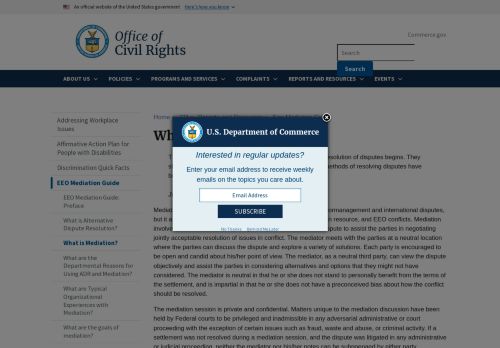 An official website of the United States government Here's how you know
Office of
Civil Rights
Commerce.gov
Search
Search
ABOUT US
POLICIES
PROGRAMS AND SERVICES
COMPLAINTS
REPORTS AND RESOURCES
EVENTS
Addressing Workplace
Issues
Affirmative Action Plan for
People with Disabilities
Discrimination Quick Facts
EEO Mediation Guide
EEO Mediation Guide:
Preface
What is Alternative
Dispute Resolution?
What is Mediation?
What are the
Departmental Reasons for
Using ADR and Mediation?
What are Typical
Organizational
Experiences with
Mediation?
What are the goals of
mediation?
Home
Wh
U.S. Department of Commerce
Interested in regular updates?
Enter your email address to receive weekly
emails on the topics you care about.
Email Address
SUBSCRIBE
No Thanks Remind Me Later
resolution of disputes begins. They
methods of resolving disputes have
management and international disputes,
resource, and EEO conflicts. Mediation
pute to assist the parties in negotiating
jointly acceptable resolution of issues in conflict. The mediator meets with the parties at a neutral location
where the parties can discuss the dispute and explore a variety of solutions. Each party is encouraged to
be open and candid about his/her point of view. The mediator, as a neutral third party, can view the dispute
objectively and assist the parties in considering alternatives and options that they might not have
considered. The mediator is neutral in that he or she does not stand to personally benefit from the terms of
the settlement, and is impartial in that he or she does not have a preconceived bias about how the conflict
should be resolved.
The mediation session is private and confidential. Matters unique to the mediation discussion have been
held by Federal courts to be privileged and inadmissible in any adversarial administrative or court
proceeding with the exception of certain issues such as fraud, waste and abuse, or criminal activity. If a
settlement was not resolved during a mediation session, and the dispute was litigated in any administrative
or judicial proceeding, neither the mediator nor his/her notes can be subpoenaed by either party.